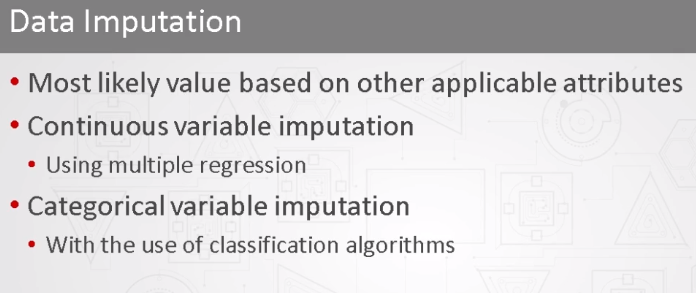 Data Imputation
• Most likely value based on other applicable attributes
• Continuous variable imputation
• Using multiple regression
• Categorical variable imputation
• With the use of classification algorithms